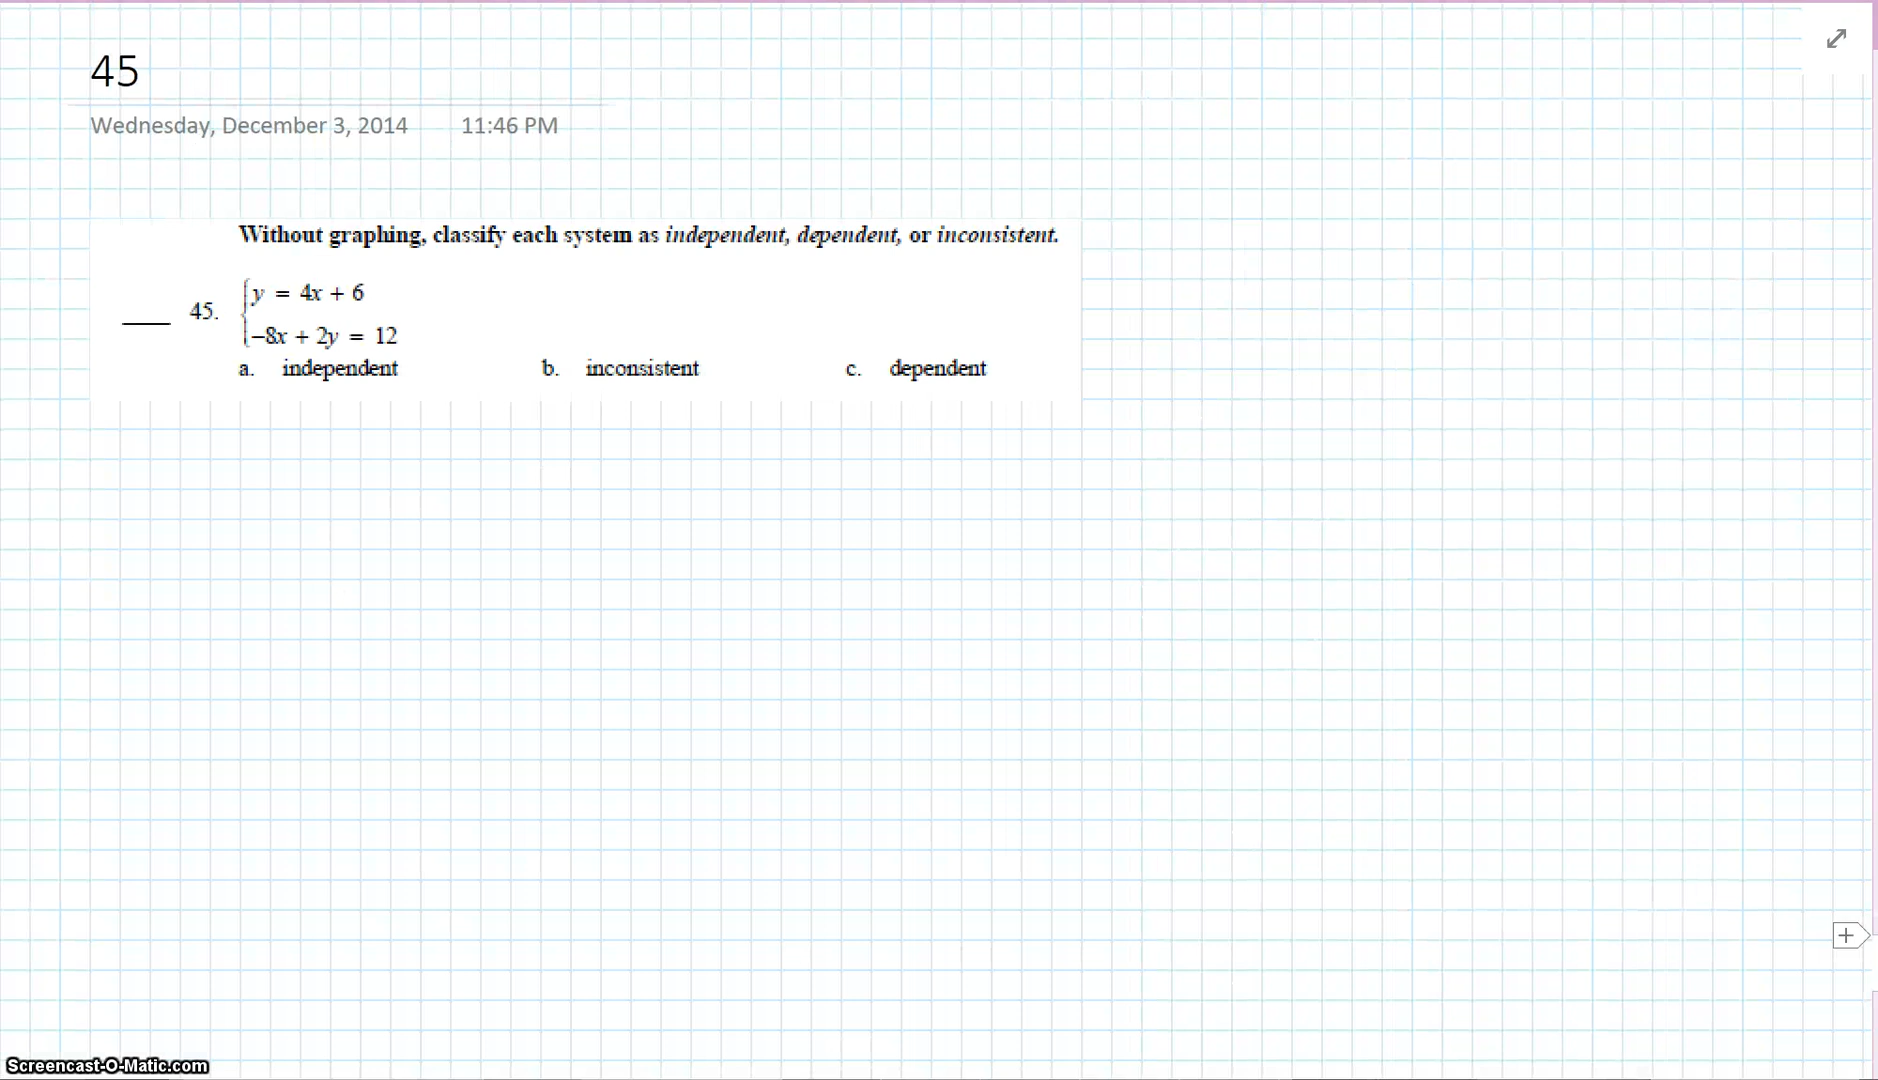 45
Wednesday, December 3, 2014 11:46 PM
Without graphing, classify each system as independent, dependent, or inconsistent.
____ 45. { y = 4x + 6
−8x + 2y = 12
a. independent b. inconsistent c. dependent
Screencast-O-Matic.com